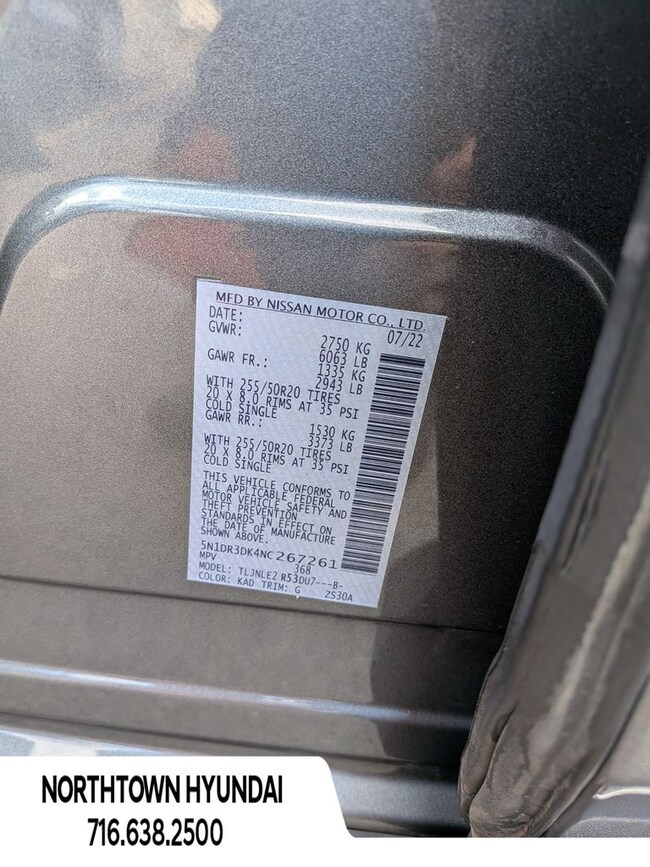 MFD BY NISSAN MOTOR CO., LTD.
DATE: 07/22
GVWR: 2750 KG
6063 LB
GAWR FR.: 1335 KG
2943 LB
WITH 255/50R20 TIRES
20 X 8.0 RIMS AT 35 PSI
COLD SINGLE
GAWR RR.: 1530 KG
3373 LB
WITH 255/50R20 TIRES
20 X 8.0 RIMS AT 35 PSI
COLD SINGLE
THIS VEHICLE CONFORMS TO
ALL APPLICABLE FEDERAL
MOTOR VEHICLE SAFETY AND
THEFT PREVENTION
STANDARDS IN EFFECT ON
THE DATE OF MANUFACTURE
SHOWN ABOVE.
5N1DR3DK4NC267261
MPV 368
MODEL: TLJNLE2 R53DU7---B-
COLOR: KAD TRIM: G ZS30A
NORTHTOWN HYUNDAI
716.638.2500